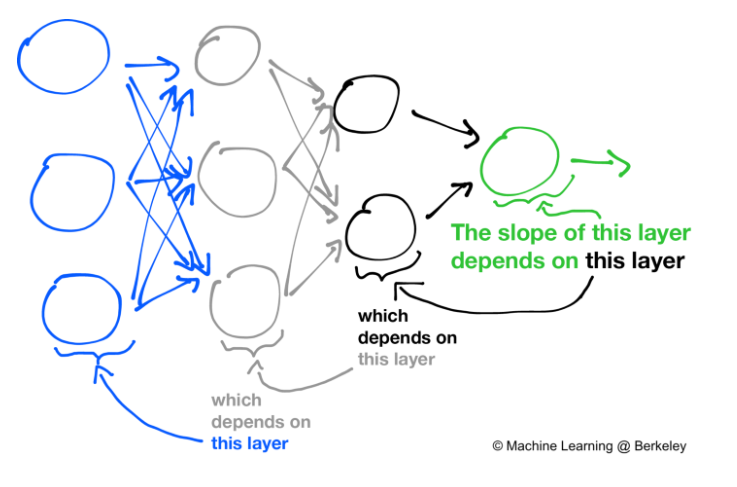 The slope of this layer
depends on this layer
which
depends on
this layer
which
depends on
this layer
© Machine Learning @ Berkeley